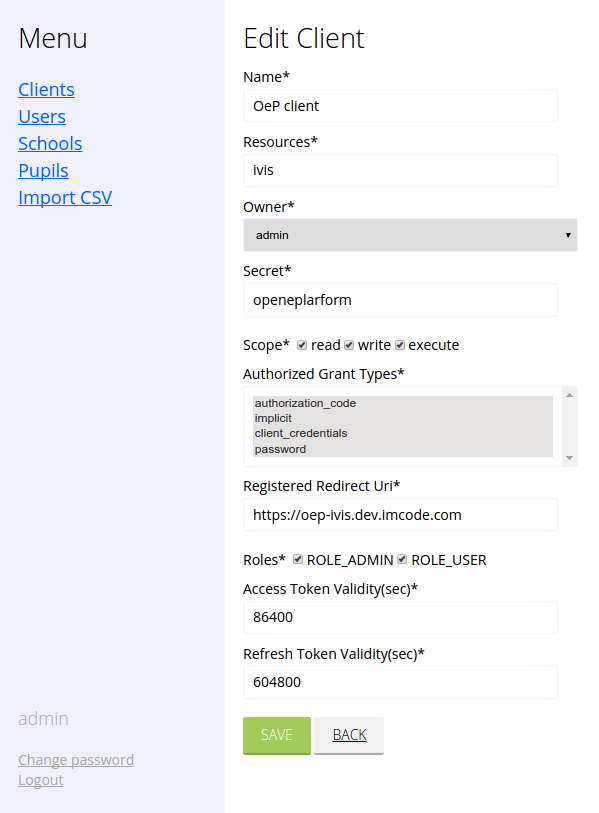 Menu
Clients
Users
Schools
Pupils
Import CSV
admin
Change password
Logout
Edit Client
Name*
OeP client
Resources*
ivis
Owner*
admin
Secret*
openeplarform
Scope* read write execute
Authorized Grant Types*
authorization_code
implicit
client_credentials
password
Registered Redirect Uri*
https://oep-ivis.dev.imcode.com
Roles* ROLE_ADMIN ROLE_USER
Access Token Validity(sec)*
86400
Refresh Token Validity(sec)*
604800
SAVE BACK